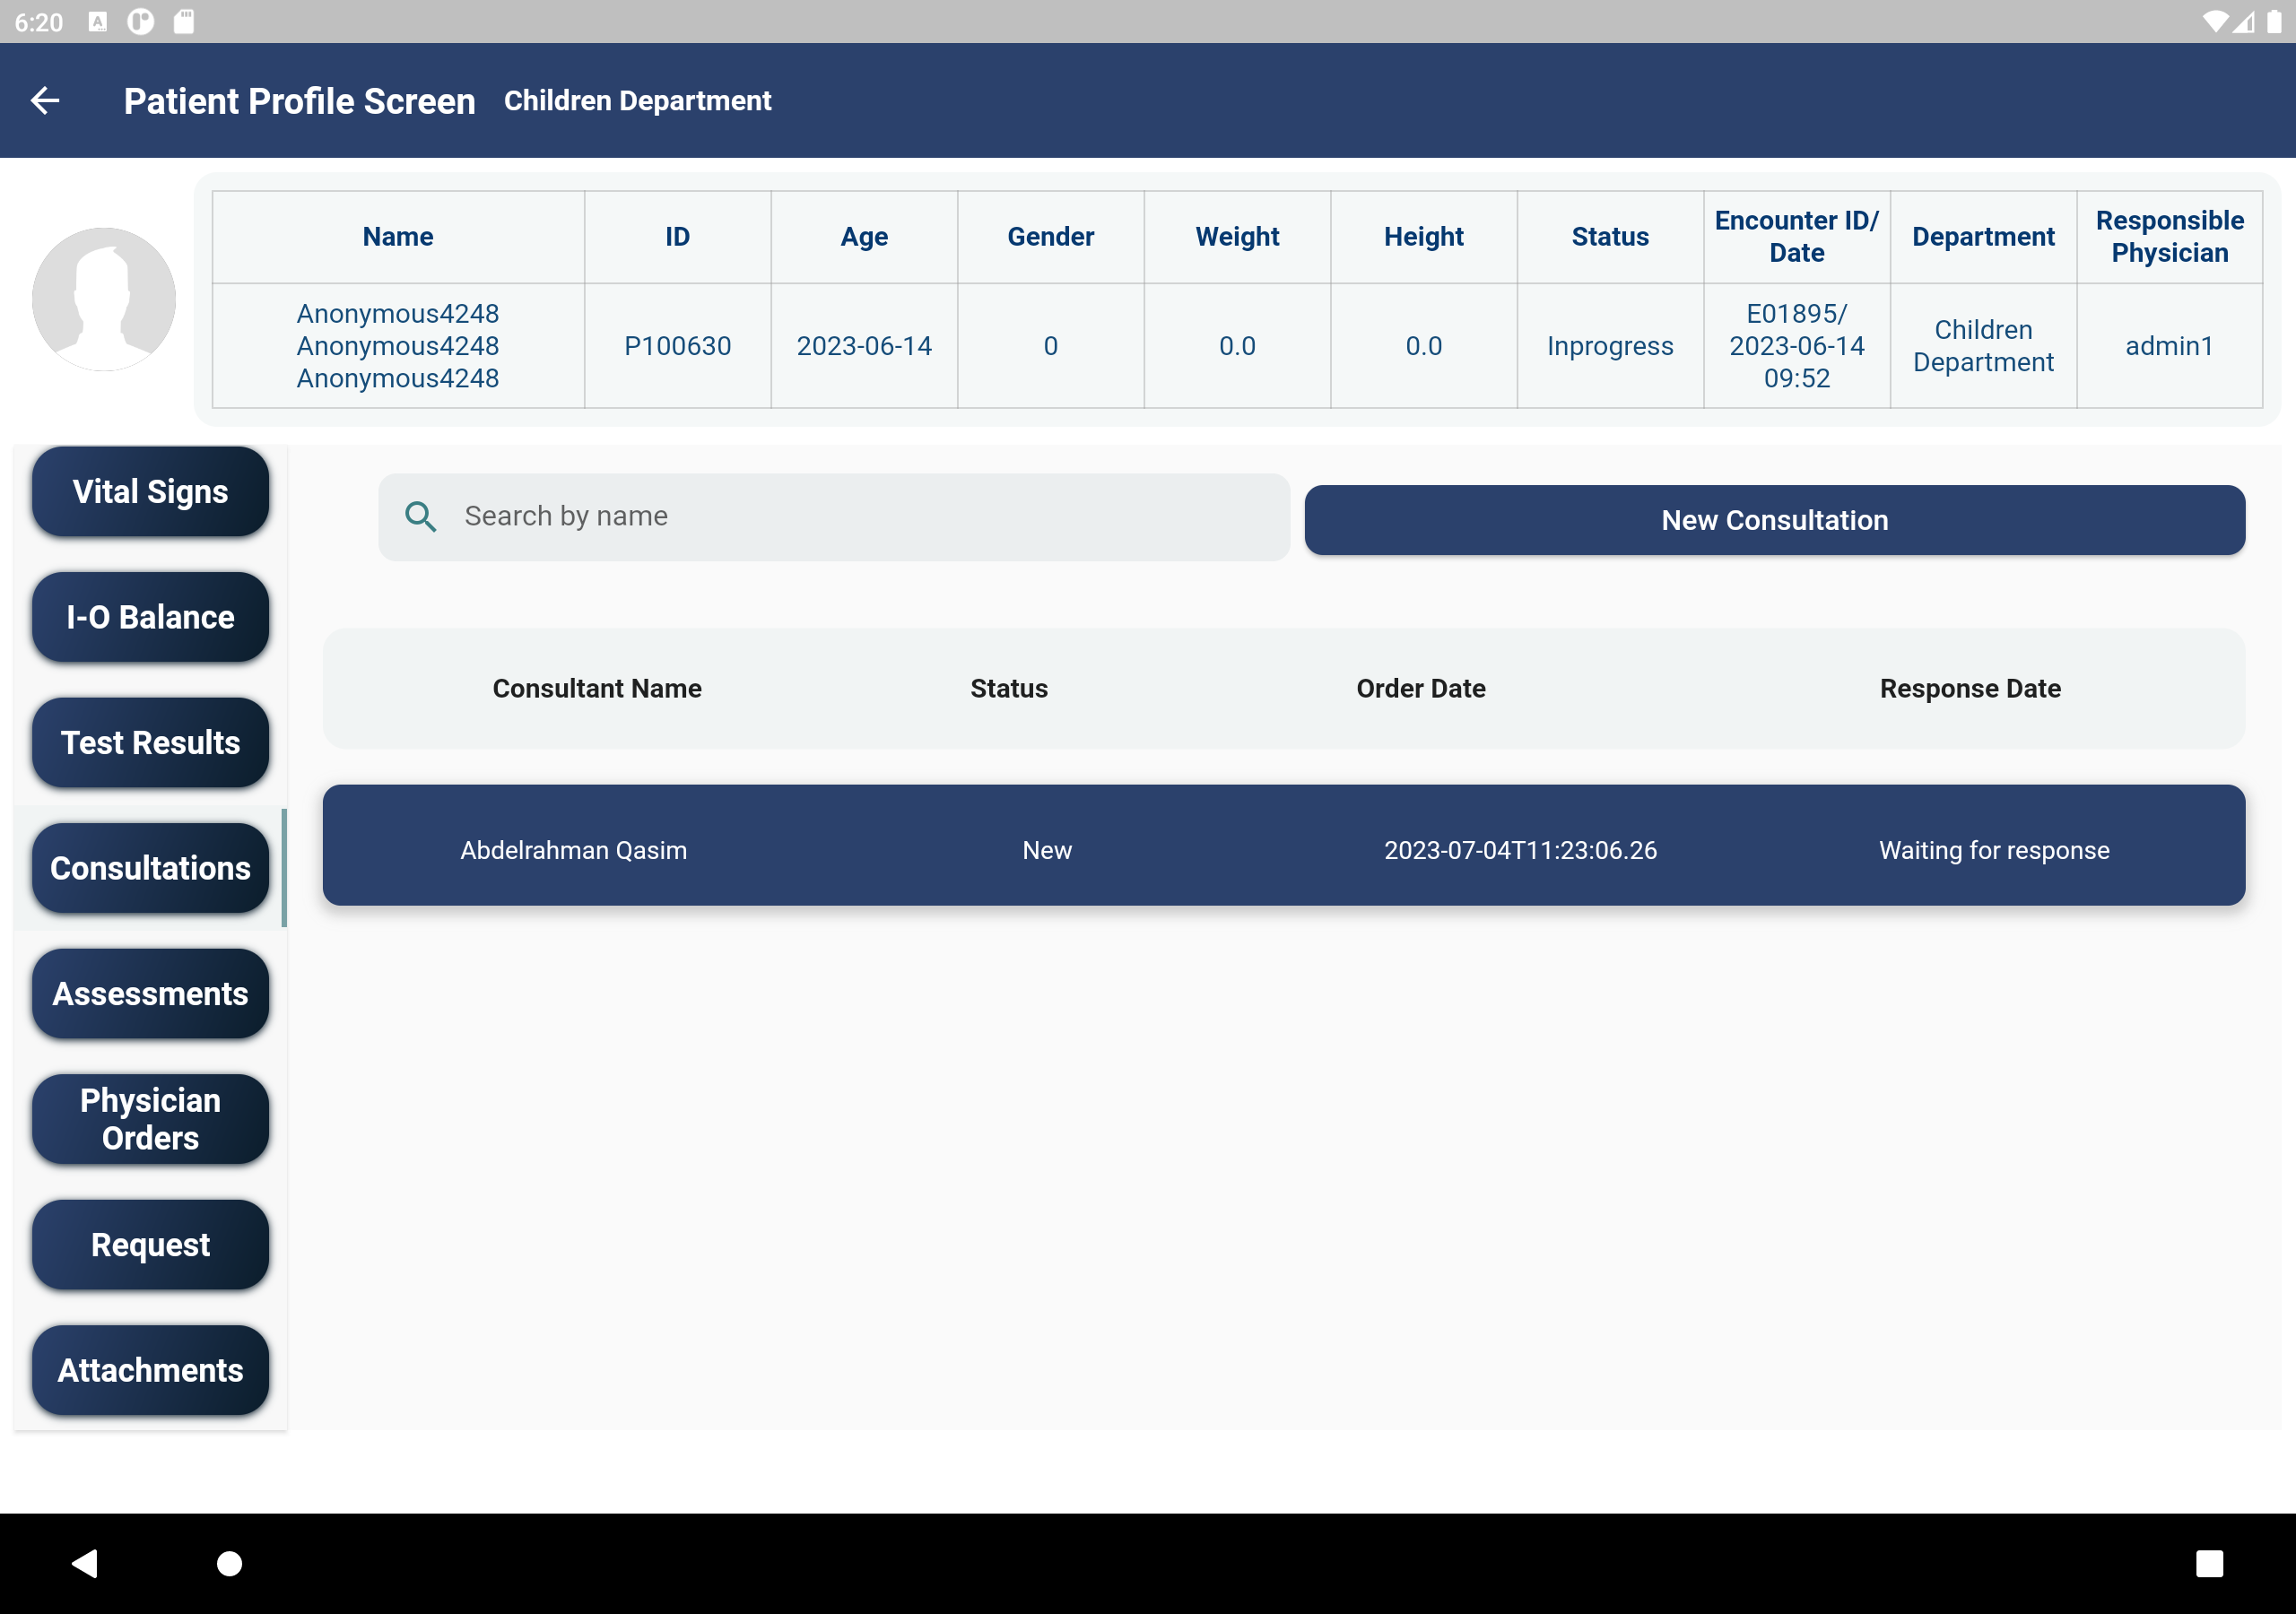 6:20
Patient Profile Screen Children Department
Name ID Age Gender Weight Height Status Encounter ID/ Date Department Responsible Physician
Anonymous4248 Anonymous4248 Anonymous4248 P100630 2023-06-14 0 0.0 0.0 Inprogress E01895/ 2023-06-14 09:52 Children Department admin1
Vital Signs
I-O Balance
Test Results
Consultations
Assessments
Physician
Orders
Request
Attachments
Search by name
New Consultation
Consultant Name Status Order Date Response Date
Abdelrahman Qasim New 2023-07-04T11:23:06.26 Waiting for response